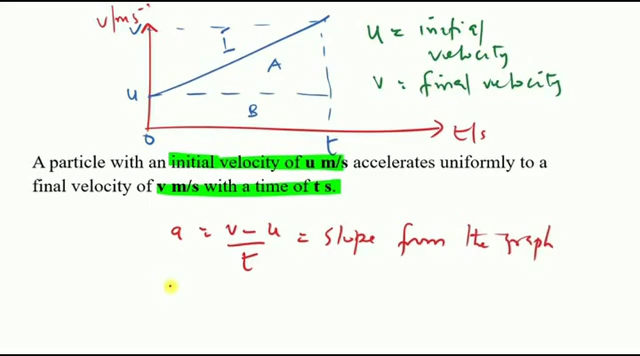 v/ms⁻¹
v
I
A
u
B
0
t
t/s
u = initial
velocity
v = final velocity
A particle with an initial velocity of u m/s accelerates uniformly to a
final velocity of v m/s with a time of t s.
a = v - u / t = slope from the graph